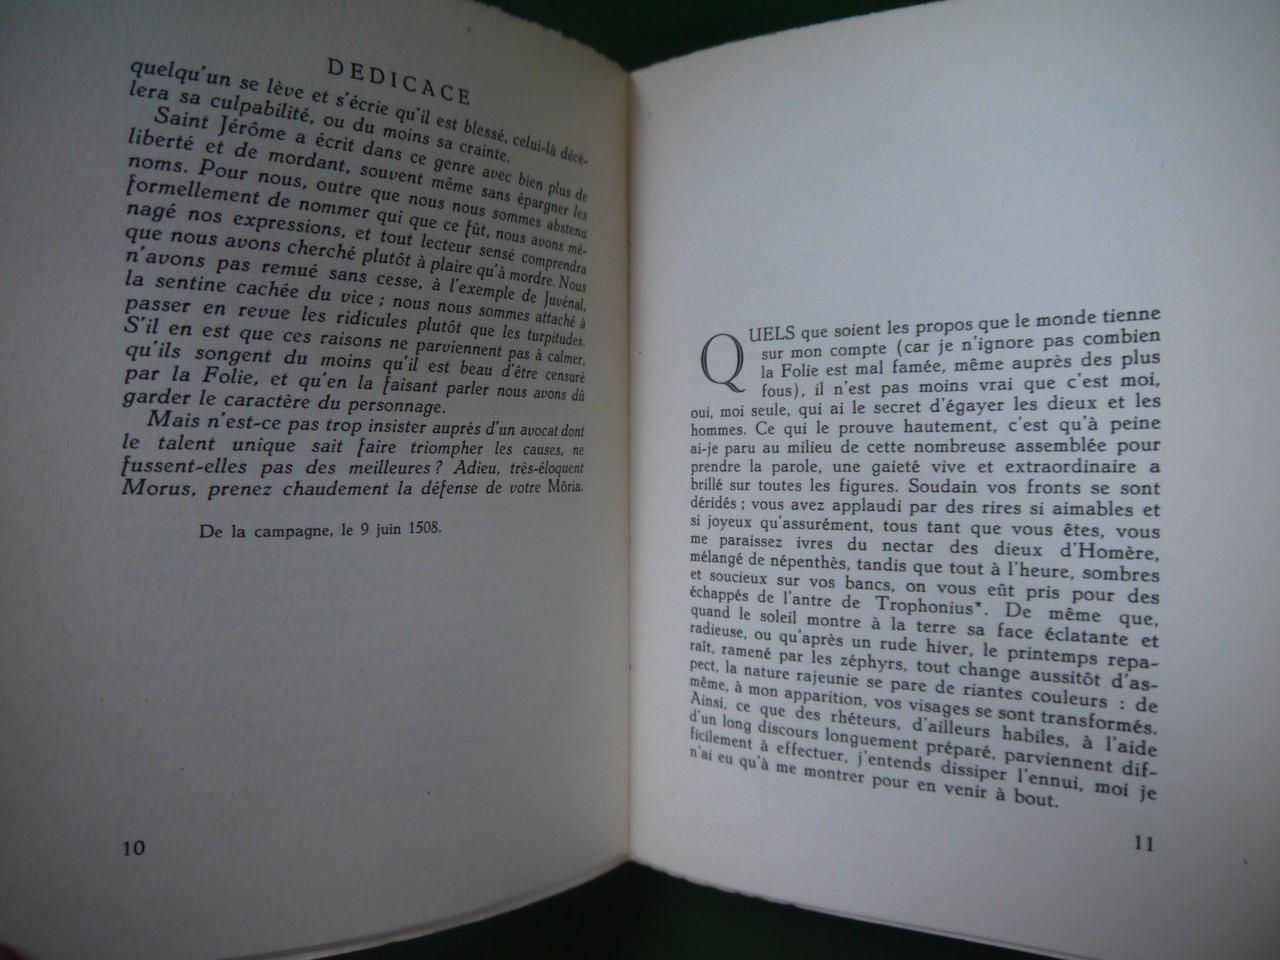 DEDICACE
quelqu'un se lève et s'écrie qu'il est blessé, celui-là décè-
lera sa culpabilité, ou du moins sa crainte.
Saint Jérôme a écrit dans ce genre avec bien plus de
liberté et de mordant, souvent même sans épargner les
noms. Pour nous, outre que nous nous sommes abstenu
formellement de nommer qui que ce fût, nous avons mé-
nagé nos expressions, et tout lecteur sensé comprendra
que nous avons cherché plutôt à plaire qu'à mordre. Nous
n'avons pas remué sans cesse, à l'exemple de Juvénal,
la sentine cachée du vice ; nous nous sommes attaché à
passer en revue les ridicules plutôt que les turpitudes.
S'il en est que ces raisons ne parviennent pas à calmer,
qu'ils songent du moins qu'il est beau d'être censuré
par la Folie, et qu'en la faisant parler nous avons dû
garder le caractère du personnage.
Mais n'est-ce pas trop insister auprès d'un avocat dont
le talent unique sait faire triompher les causes, ne
fussent-elles pas des meilleures ? Adieu, très-éloquent
Morus, prenez chaudement la défense de votre Môria.
De la campagne, le 9 juin 1508.
10
QUELS que soient les propos que le monde tienne
sur mon compte (car je n'ignore pas combien
la Folie est mal famée, même auprès des plus
fous), il n'est pas moins vrai que c'est moi,
oui, moi seule, qui ai le secret d'égayer les dieux et les
hommes. Ce qui le prouve hautement, c'est qu'à peine
ai-je paru au milieu de cette nombreuse assemblée pour
prendre la parole, une gaieté vive et extraordinaire a
brillé sur toutes les figures. Soudain vos fronts se sont
déridés ; vous avez applaudi par des rires si aimables et
si joyeux qu'assurément, tous tant que vous êtes, vous
me paraissez ivres du nectar des dieux d'Homère,
mélangé de népenthès, tandis que tout à l'heure, sombres
et soucieux sur vos bancs, on vous eût pris pour des
échappés de l'antre de Trophonius*. De même que,
quand le soleil montre à la terre sa face éclatante et
radieuse, ou qu'après un rude hiver, le printemps repa-
raît, ramené par les zéphyrs, tout change aussitôt d'as-
pect, la nature rajeunie se pare de riantes couleurs : de
même, à mon apparition, vos visages se sont transformés.
Ainsi, ce que des rhéteurs, d'ailleurs habiles, à l'aide
d'un long discours longuement préparé, parviennent dif-
ficilement à effectuer, j'entends dissiper l'ennui, moi je
n'ai eu qu'à me montrer pour en venir à bout.
11